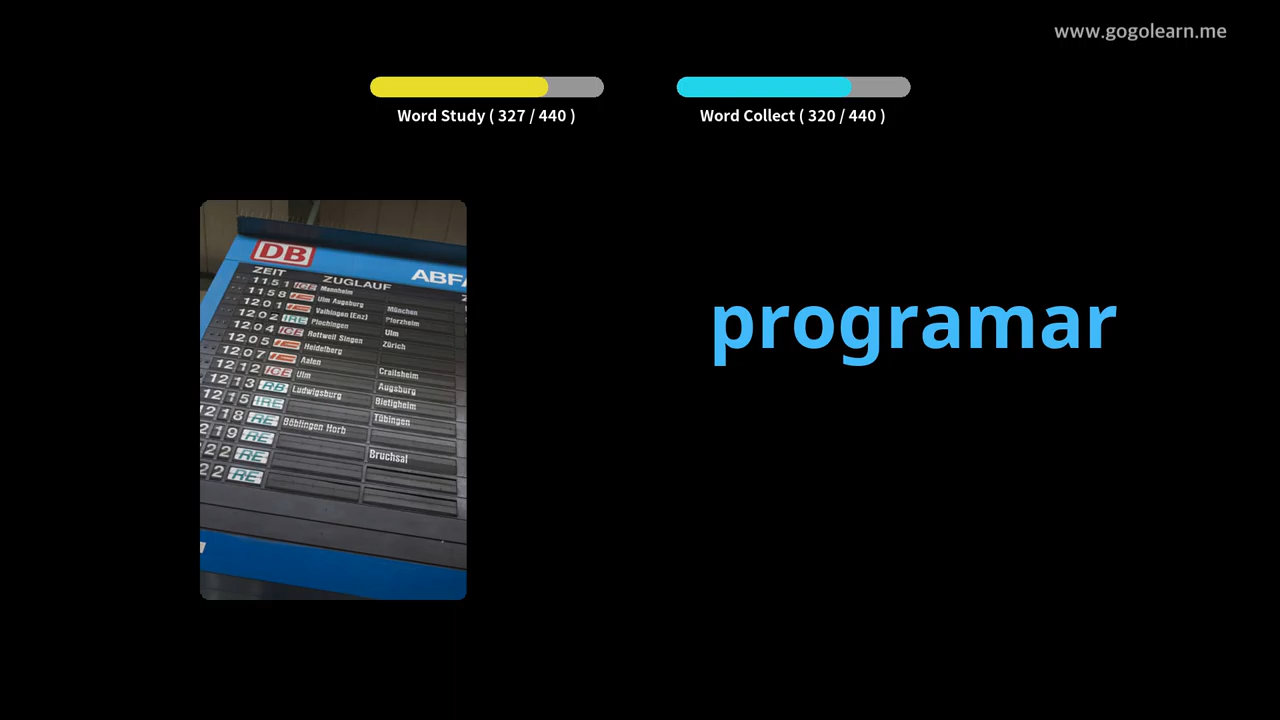 www.gogolearn.me
Word Study ( 327 / 440 )
Word Collect ( 320 / 440 )
programar
DB
ZEIT ZUGLAUF
1151 ICE Mannheim
1158 Ulm Augsburg München
1201 Vaihingen (Enz) Pforzheim
1202 IRE Plochingen Ulm
1204 ICE Rottweil Singen Zürich
1205 Heidelberg
1207 Aalen Crailsheim
1212 ICE Ulm Augsburg
1213 RB Ludwigsburg Bietigheim
1215 IRE Tübingen
1218 RE Böblingen Horb
219 RE
22 RE Bruchsal
22 RE